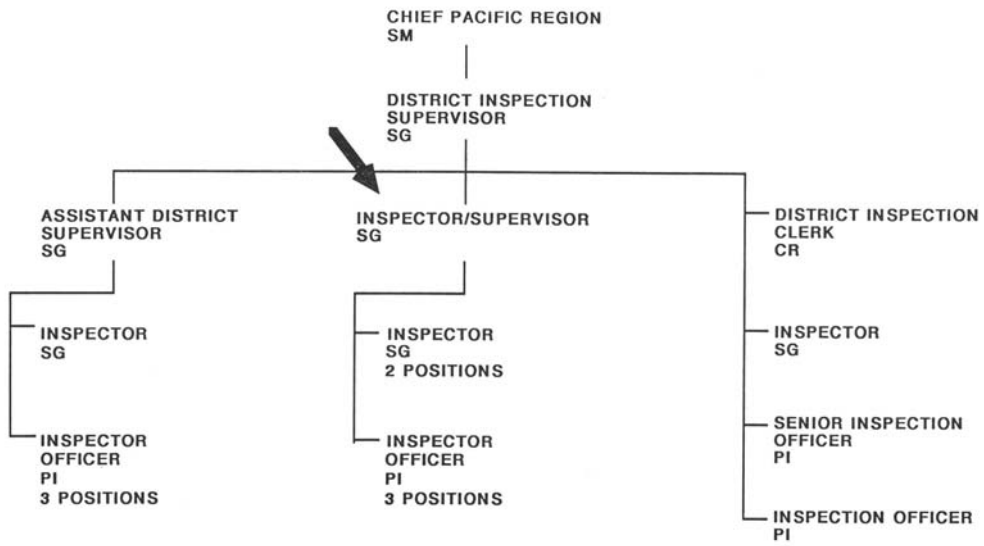 CHIEF PACIFIC REGION
SM
DISTRICT INSPECTION
SUPERVISOR
SG
ASSISTANT DISTRICT
SUPERVISOR
SG
INSPECTOR
SG
INSPECTOR
OFFICER
PI
3 POSITIONS
INSPECTOR/SUPERVISOR
SG
INSPECTOR
SG
2 POSITIONS
INSPECTOR
OFFICER
PI
3 POSITIONS
DISTRICT INSPECTION
CLERK
CR
INSPECTOR
SG
SENIOR INSPECTION
OFFICER
PI
INSPECTION OFFICER
PI